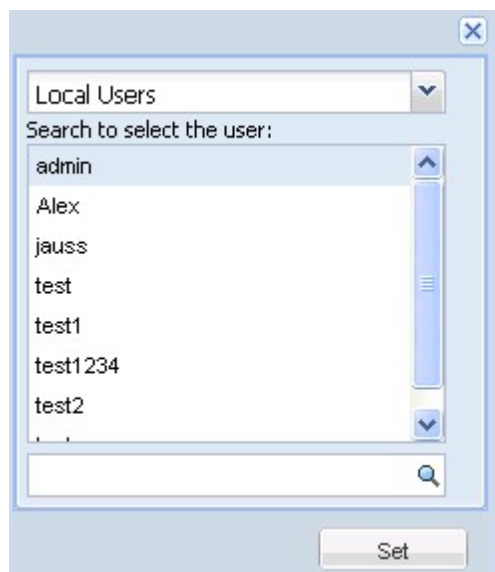 Local Users
Search to select the user:
admin
Alex
jauss
test
test1
test1234
test2
Set